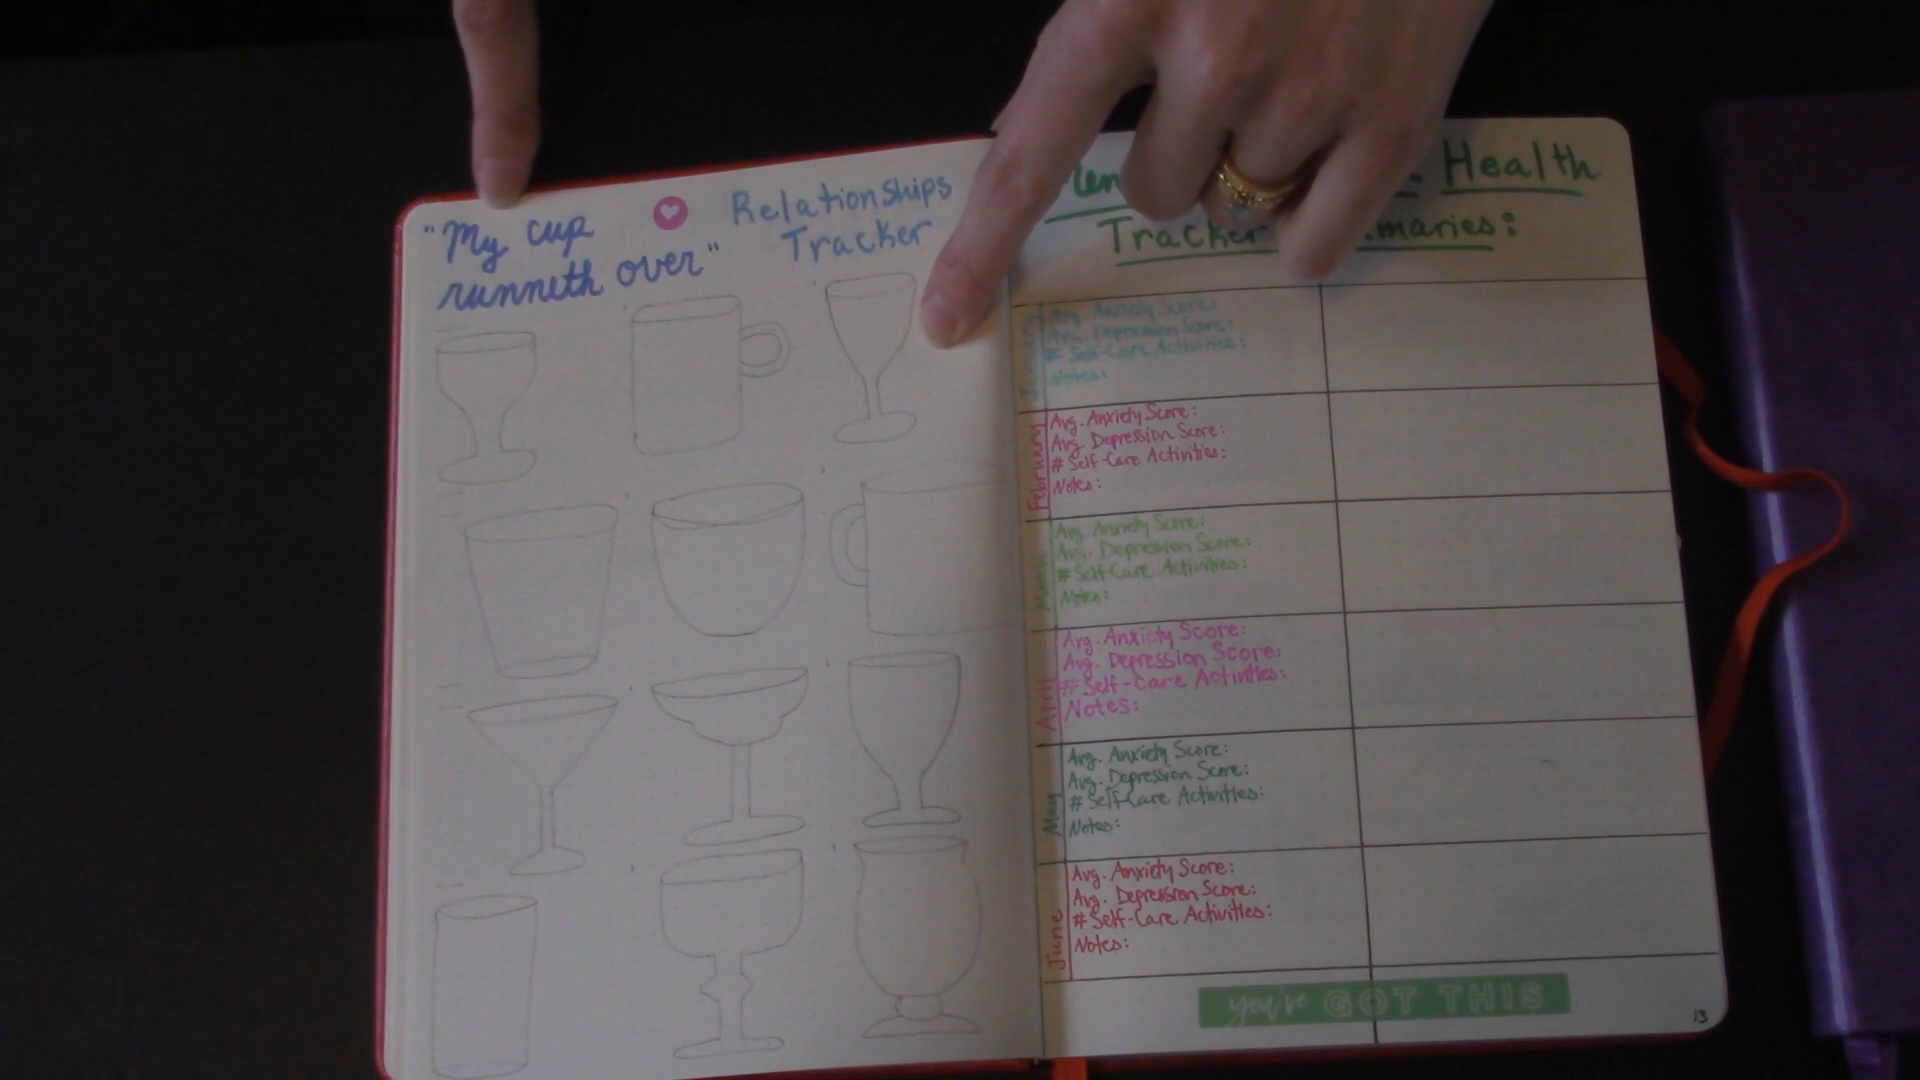 "My cup
runneth over"
Relationships
Tracker
Health
Tracker
January
Avg. Anxiety Score:
Avg. Depression Score:
# Self-Care Activities:
Notes:
February
Avg. Anxiety Score:
Avg. Depression Score:
# Self-Care Activities:
Notes:
March
Avg. Anxiety Score:
Avg. Depression Score:
# Self-Care Activities:
Notes:
April
Avg. Anxiety Score:
Avg. Depression Score:
# Self-Care Activities:
Notes:
May
Avg. Anxiety Score:
Avg. Depression Score:
# Self-Care Activities:
Notes:
June
Avg. Anxiety Score:
Avg. Depression Score:
# Self-Care Activities:
Notes:
you've GOT THIS
13